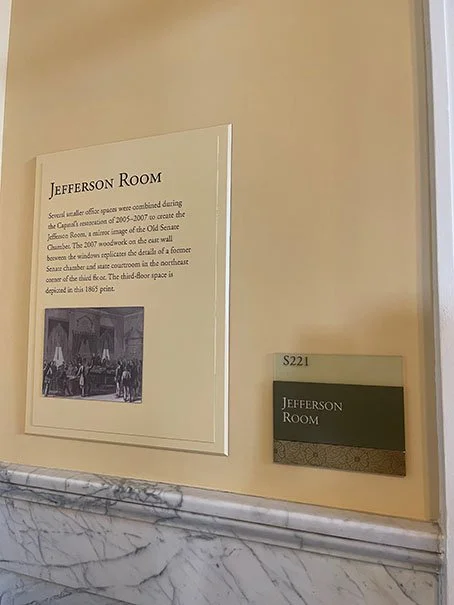 JEFFERSON ROOM
Several smaller office spaces were combined during
the Capitol's restoration of 2005–2007 to create the
Jefferson Room, a mirror image of the Old Senate
Chamber. The 2007 woodwork on the east wall
between the windows replicates the details of a former
Senate chamber and state courtroom in the northeast
corner of the third floor. The third-floor space is
depicted in this 1865 print.
S221
JEFFERSON
ROOM